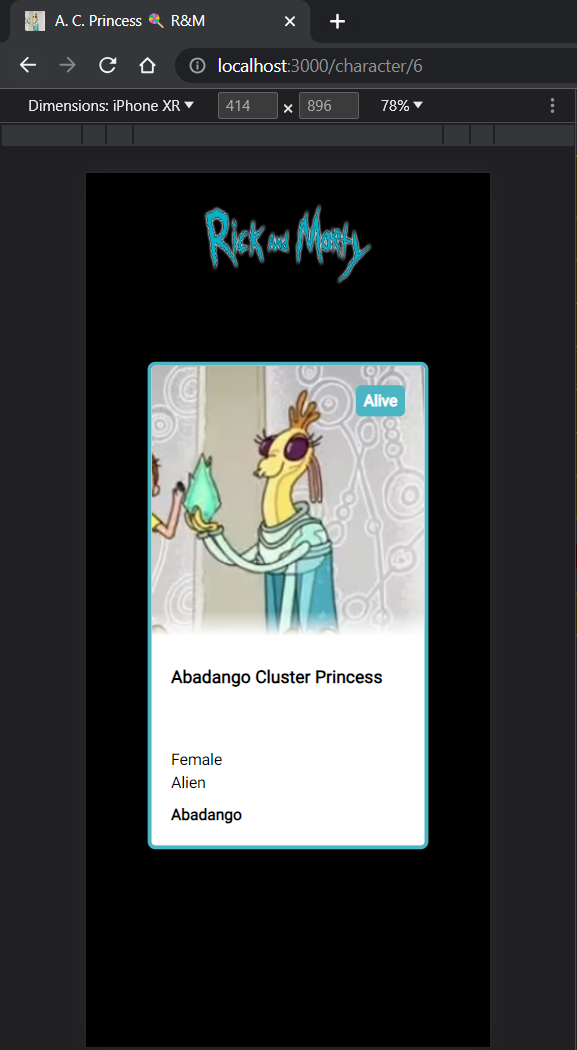 A. C. Princess 🍭 R&M
localhost:3000/character/6
Dimensions: iPhone XR 414 × 896 78%
Rick and Morty
Alive
Abadango Cluster Princess
Female
Alien
Abadango